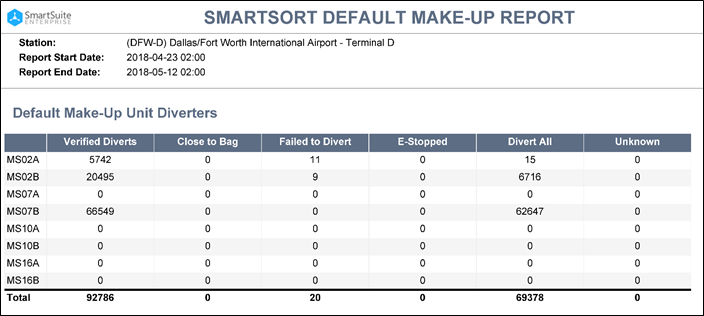 SmartSuite
ENTERPRISE
SMARTSORT DEFAULT MAKE-UP REPORT
Station: (DFW-D) Dallas/Fort Worth International Airport - Terminal D
Report Start Date: 2018-04-23 02:00
Report End Date: 2018-05-12 02:00
Default Make-Up Unit Diverters
Verified Diverts Close to Bag Failed to Divert E-Stopped Divert All Unknown
MS02A 5742 0 11 0 15 0
MS02B 20495 0 9 0 6716 0
MS07A 0 0 0 0 0 0
MS07B 66549 0 0 0 62647 0
MS10A 0 0 0 0 0 0
MS10B 0 0 0 0 0 0
MS16A 0 0 0 0 0 0
MS16B 0 0 0 0 0 0
Total 92786 0 20 0 69378 0